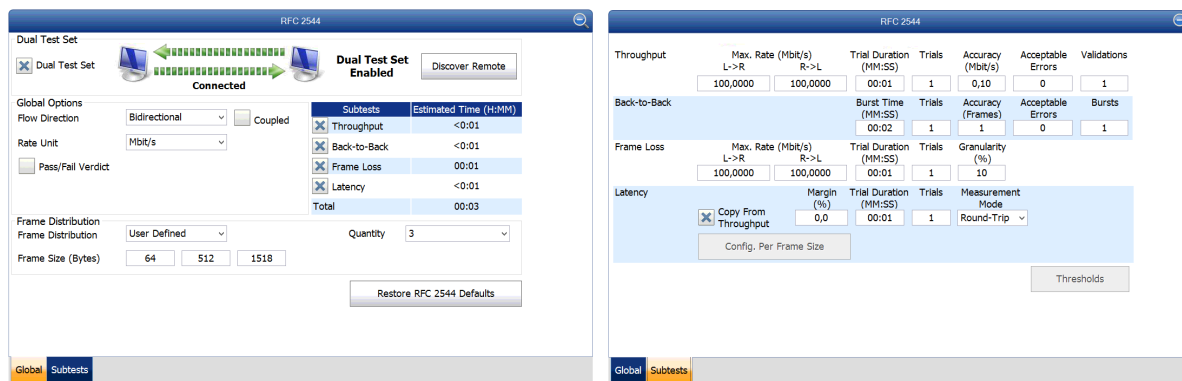 RFC 2544
Dual Test Set
Dual Test Set
Connected
Dual Test Set
Enabled
Discover Remote
Global Options
Flow Direction Bidirectional Coupled
Rate Unit Mbit/s
Pass/Fail Verdict
Subtests Estimated Time (H:MM)
Throughput <0:01
Back-to-Back <0:01
Frame Loss 00:01
Latency <0:01
Total 00:03
Frame Distribution
Frame Distribution User Defined Quantity 3
Frame Size (Bytes) 64 512 1518
Restore RFC 2544 Defaults
Global Subtests
RFC 2544
Throughput Max. Rate (Mbit/s) Trial Duration Trials Accuracy Acceptable Validations
L->R R->L (MM:SS) (Mbit/s) Errors
100,0000 100,0000 00:01 1 0,10 0 1
Back-to-Back Burst Time Trials Accuracy Acceptable Bursts
(MM:SS) (Frames) Errors
00:02 1 1 0 1
Frame Loss Max. Rate (Mbit/s) Trial Duration Trials Granularity
L->R R->L (MM:SS) (%)
100,0000 100,0000 00:01 1 10
Latency Margin Trial Duration Trials Measurement
(%) (MM:SS) Mode
Copy From
Throughput
0,0 00:01 1 Round-Trip
Config. Per Frame Size
Thresholds
Global Subtests